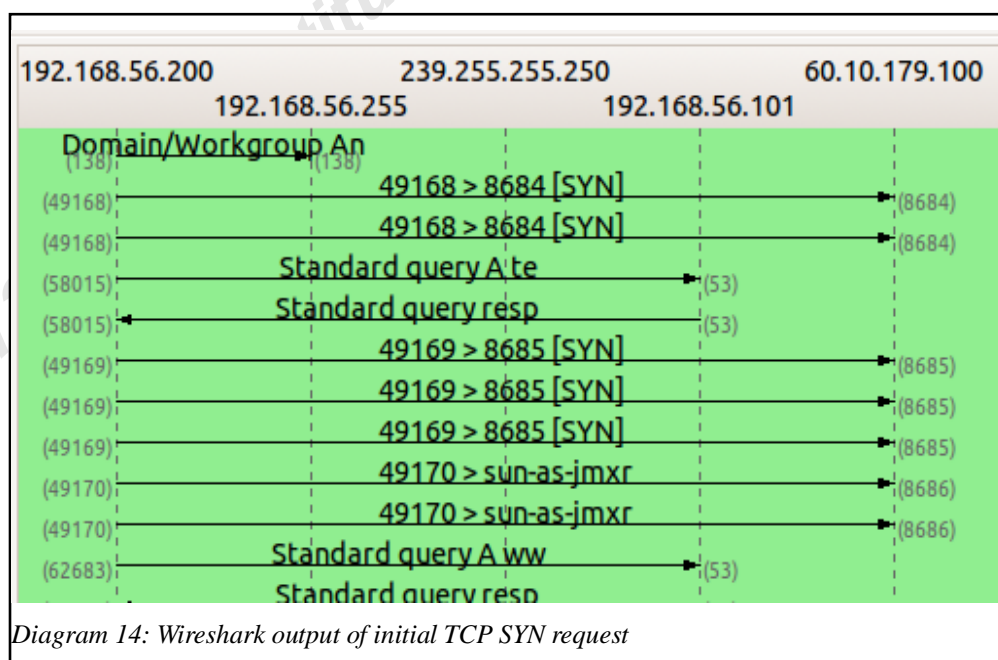 192.168.56.200 239.255.255.250 60.10.179.100
192.168.56.255 192.168.56.101
Domain/Workgroup An
(138) (138)
49168 > 8684 [SYN]
(49168) (8684)
49168 > 8684 [SYN]
(49168) (8684)
Standard query A te
(58015) (53)
Standard query resp
(58015) (53)
49169 > 8685 [SYN]
(49169) (8685)
49169 > 8685 [SYN]
(49169) (8685)
49169 > 8685 [SYN]
(49169) (8685)
49170 > sun-as-jmxr
(49170) (8686)
49170 > sun-as-jmxr
(49170) (8686)
Standard query A ww
(62683) (53)
Standard query resp
Diagram 14: Wireshark output of initial TCP SYN request